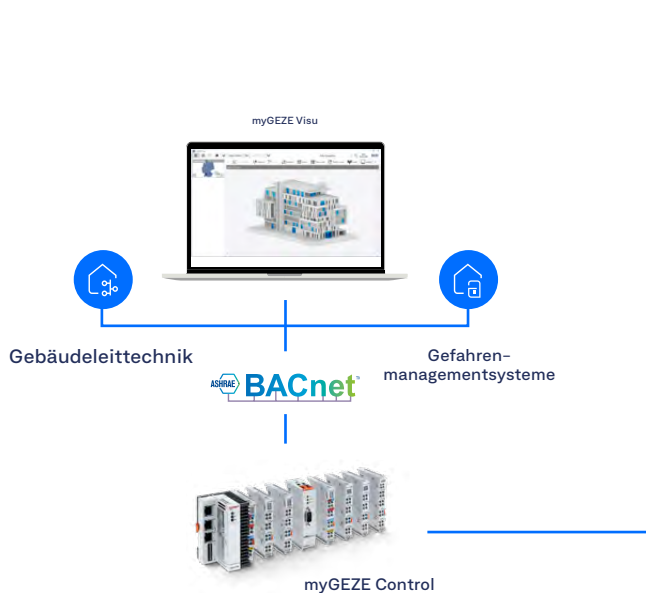 myGEZE Visu
Gebäudeleittechnik
Gefahren-
managementsysteme
ASHRAE BACnet
myGEZE Control